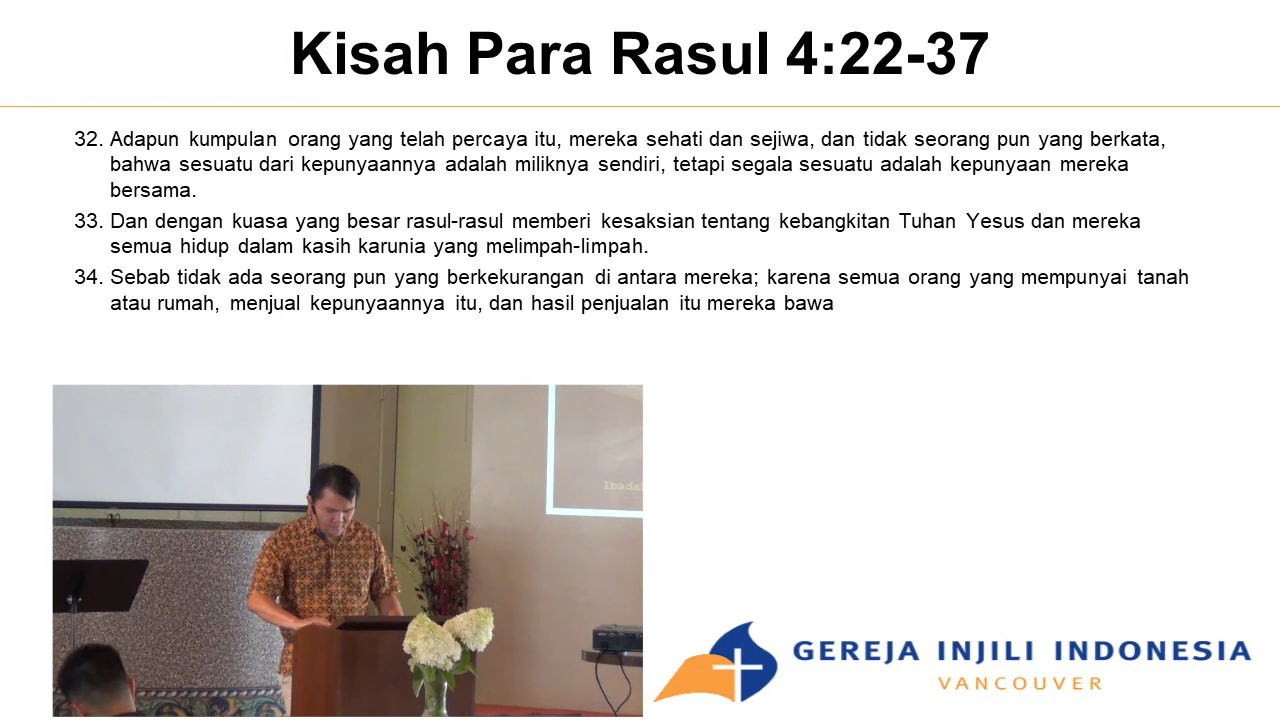 Kisah Para Rasul 4:22-37
32. Adapun kumpulan orang yang telah percaya itu, mereka sehati dan sejiwa, dan tidak seorang pun yang berkata,
bahwa sesuatu dari kepunyaannya adalah miliknya sendiri, tetapi segala sesuatu adalah kepunyaan mereka
bersama.
33. Dan dengan kuasa yang besar rasul-rasul memberi kesaksian tentang kebangkitan Tuhan Yesus dan mereka
semua hidup dalam kasih karunia yang melimpah-limpah.
34. Sebab tidak ada seorang pun yang berkekurangan di antara mereka; karena semua orang yang mempunyai tanah
atau rumah, menjual kepunyaannya itu, dan hasil penjualan itu mereka bawa
GEREJA INJILI INDONESIA
VANCOUVER